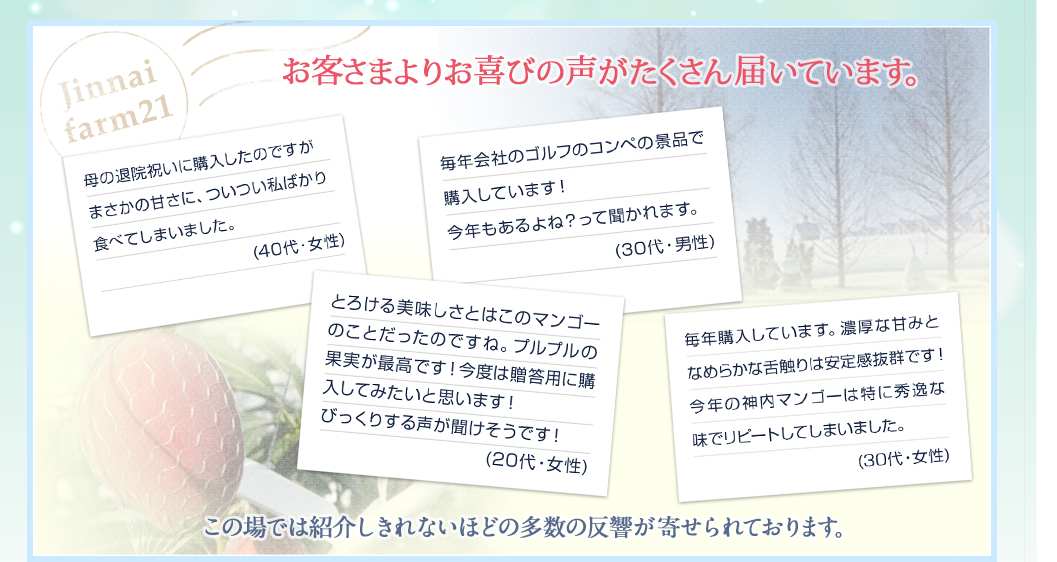 お客さまよりお喜びの声がたくさん届いています。
Jinnai
farm21
母の退院祝いに購入したのですが
まさかの甘さに、ついつい私ばかり
食べてしまいました。
(40代・女性)
毎年会社のゴルフのコンペの景品で
購入しています!
今年もあるよね?って聞かれます。
(30代・男性)
とろける美味しさとはこのマンゴー
のことだったのですね。プルプルの
果実が最高です!今度は贈答用に購
入してみたいと思います!
びっくりする声が聞けそうです!
(20代・女性)
毎年購入しています。濃厚な甘みと
なめらかな舌触りは安定感抜群です!
今年の神内マンゴーは特に秀逸な
味でリピートしてしまいました。
(30代・女性)
この場では紹介しきれないほどの多数の反響が寄せられております。